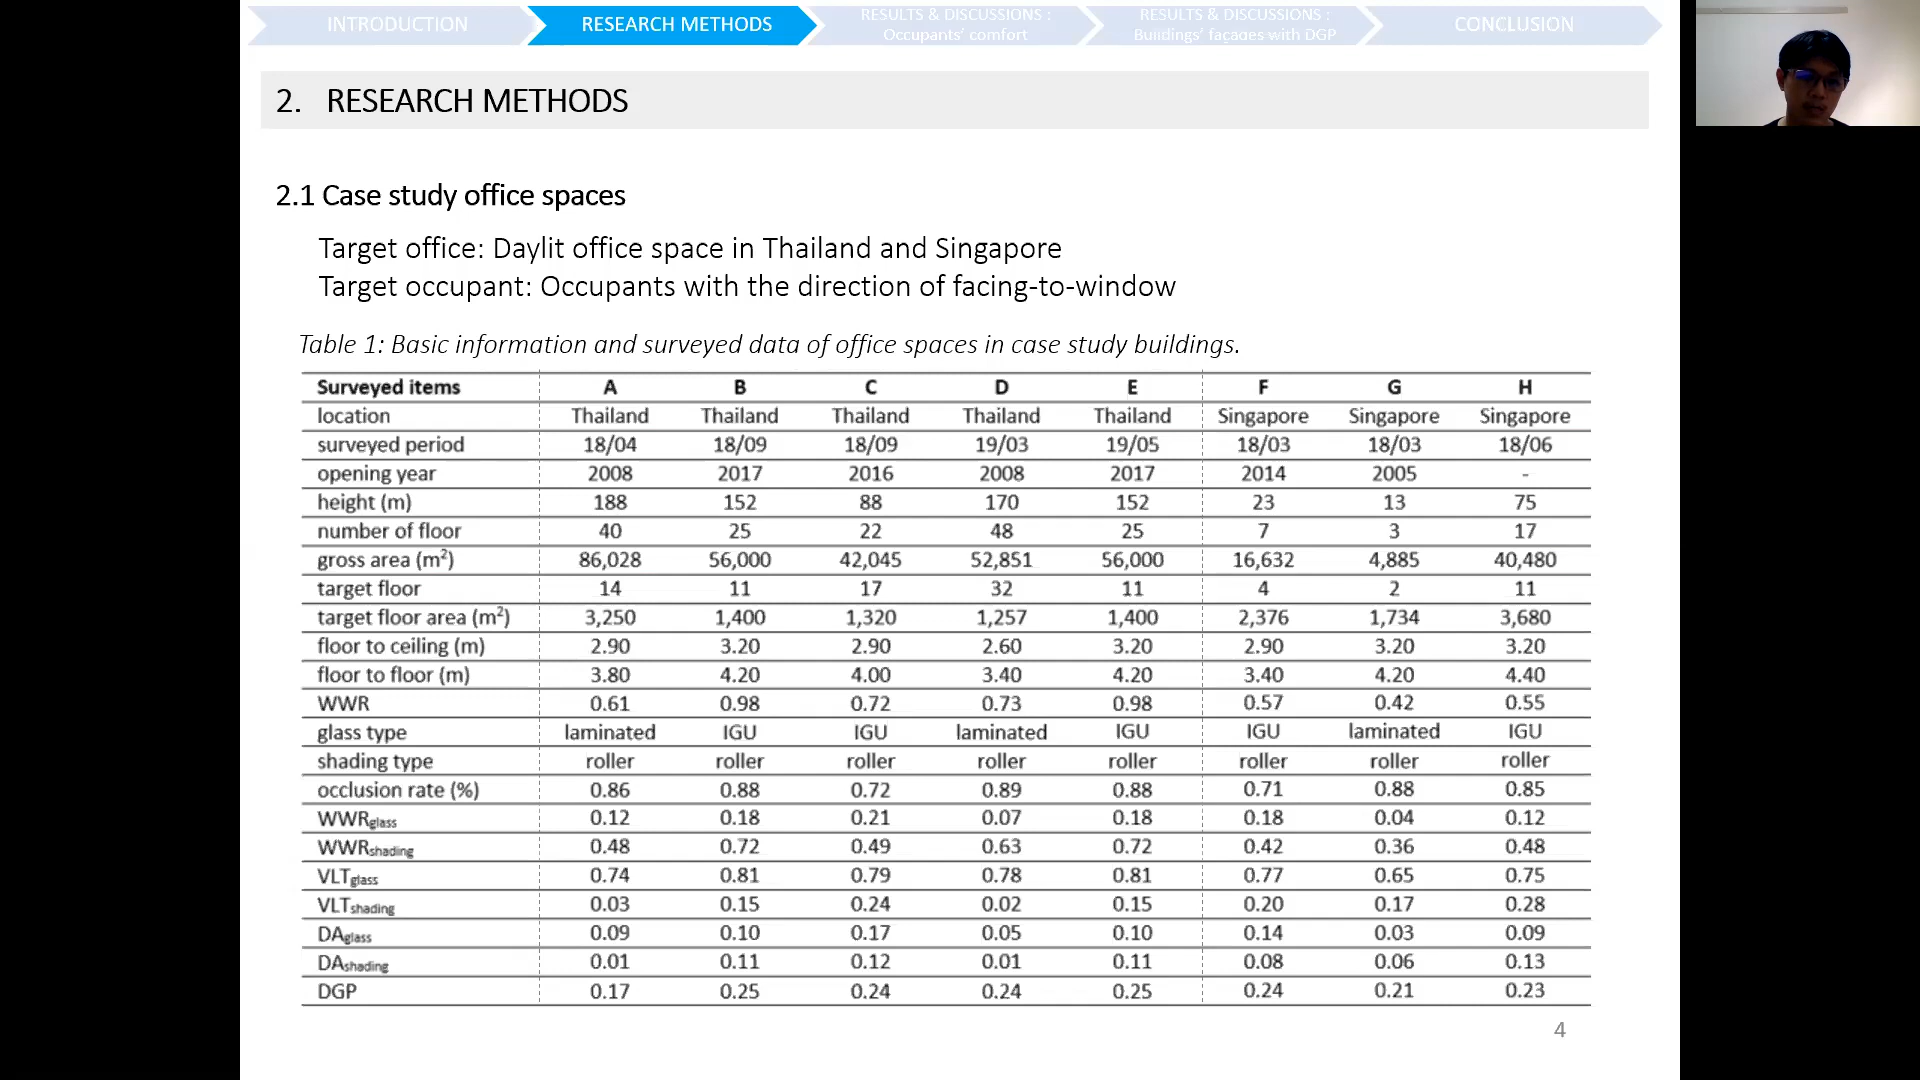 INTRODUCTION
RESEARCH METHODS
RESULTS & DISCUSSIONS :
Occupants' comfort
RESULTS & DISCUSSIONS :
Buildings' façades with DGP
CONCLUSION
2. RESEARCH METHODS
2.1 Case study office spaces
Target office: Daylit office space in Thailand and Singapore
Target occupant: Occupants with the direction of facing-to-window
Table 1: Basic information and surveyed data of office spaces in case study buildings.
Surveyed items A B C D E F G H
location Thailand Thailand Thailand Thailand Thailand Singapore Singapore Singapore
surveyed period 18/04 18/09 18/09 19/03 19/05 18/03 18/03 18/06
opening year 2008 2017 2016 2008 2017 2014 2005 -
height (m) 188 152 88 170 152 23 13 75
number of floor 40 25 22 48 25 7 3 17
gross area (m²) 86,028 56,000 42,045 52,851 56,000 16,632 4,885 40,480
target floor 14 11 17 32 11 4 2 11
target floor area (m²) 3,250 1,400 1,320 1,257 1,400 2,376 1,734 3,680
floor to ceiling (m) 2.90 3.20 2.90 2.60 3.20 2.90 3.20 3.20
floor to floor (m) 3.80 4.20 4.00 3.40 4.20 3.40 4.20 4.40
WWR 0.61 0.98 0.72 0.73 0.98 0.57 0.42 0.55
glass type laminated IGU IGU laminated IGU IGU laminated IGU
shading type roller roller roller roller roller roller roller roller
occlusion rate (%) 0.86 0.88 0.72 0.89 0.88 0.71 0.88 0.85
WWRglass 0.12 0.18 0.21 0.07 0.18 0.18 0.04 0.12
WWRshading 0.48 0.72 0.49 0.63 0.72 0.42 0.36 0.48
VLTglass 0.74 0.81 0.79 0.78 0.81 0.77 0.65 0.75
VLTshading 0.03 0.15 0.24 0.02 0.15 0.20 0.17 0.28
DAglass 0.09 0.10 0.17 0.05 0.10 0.14 0.03 0.09
DAshading 0.01 0.11 0.12 0.01 0.11 0.08 0.06 0.13
DGP 0.17 0.25 0.24 0.24 0.25 0.24 0.21 0.23
4